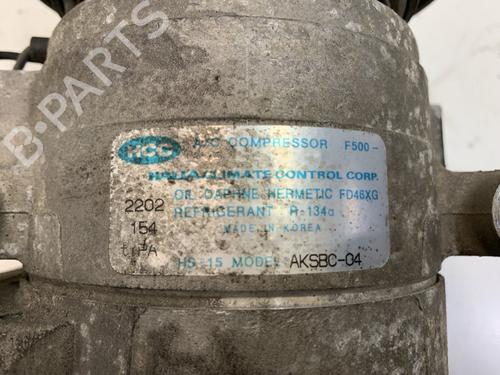 HCC A/C COMPRESSOR F500-
HALLA CLIMATE CONTROL CORP.
OIL DAPHNE HERMETIC FD46XG
2202 REFRIGERANT R-134a
154 MADE IN KOREA
HS-15 MODEL AKSBC-04
B-PARTS